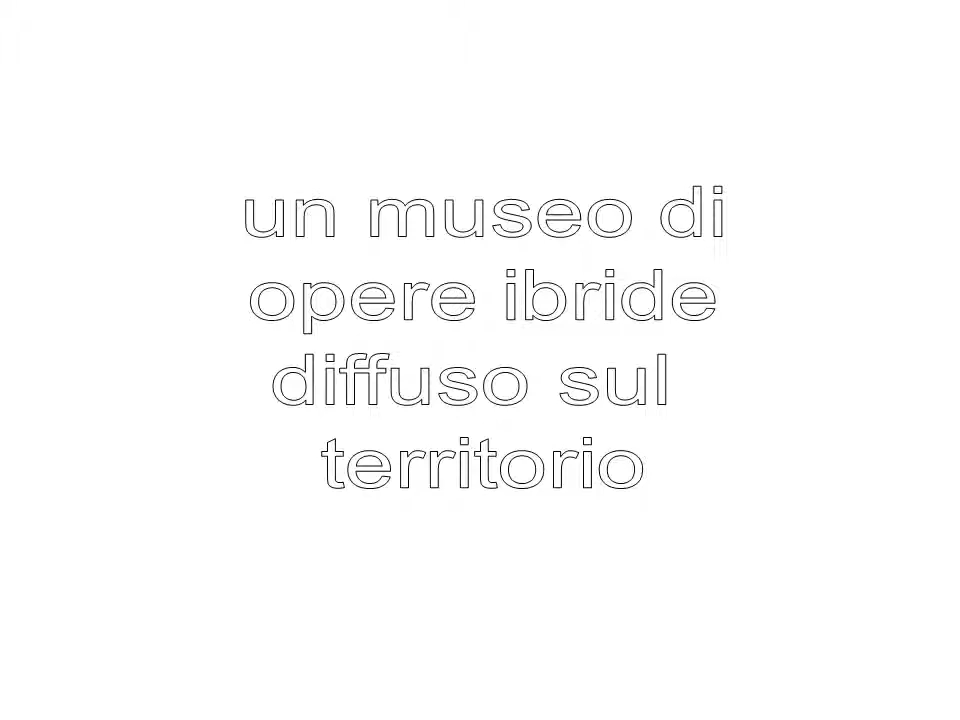 un museo di
opere ibride
diffuso sul
territorio